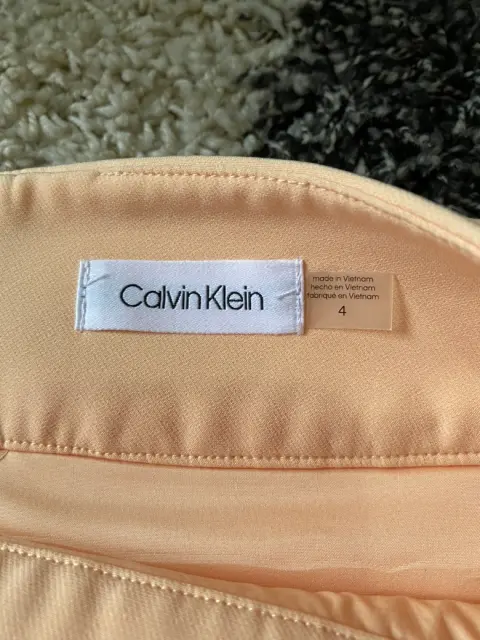 Calvin Klein
made in Vietnam
hecho en Vietnam
fabriqué en Vietnam
4